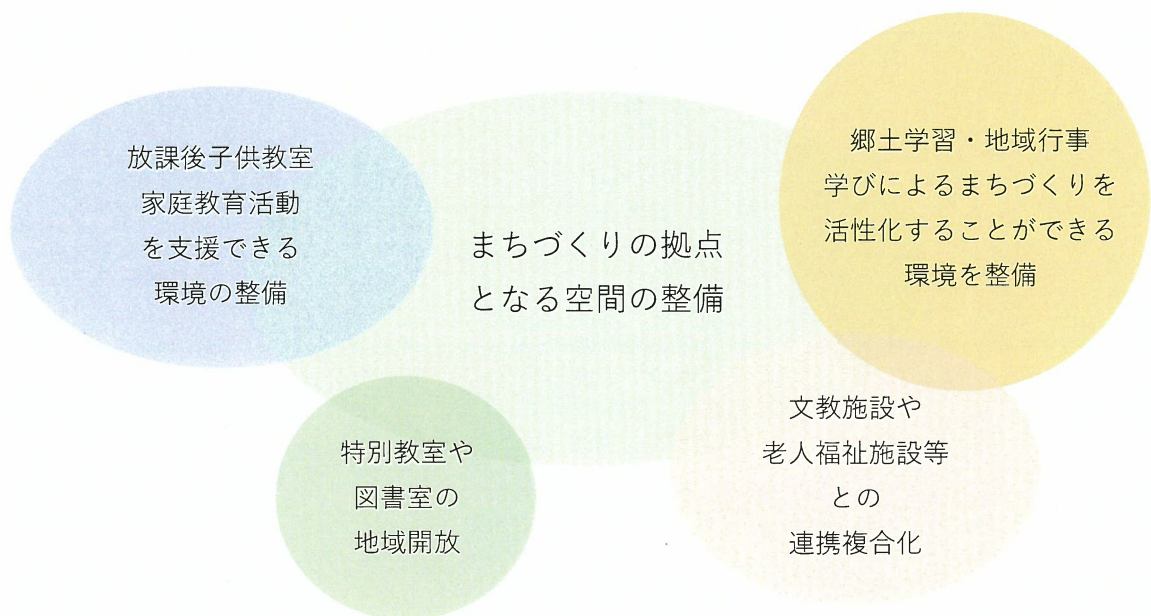 放課後子供教室
家庭教育活動
を支援できる
環境の整備
まちづくりの拠点
となる空間の整備
郷土学習・地域行事
学びによるまちづくりを
活性化することができる
環境を整備
特別教室や
図書室の
地域開放
文教施設や
老人福祉施設等
との
連携複合化